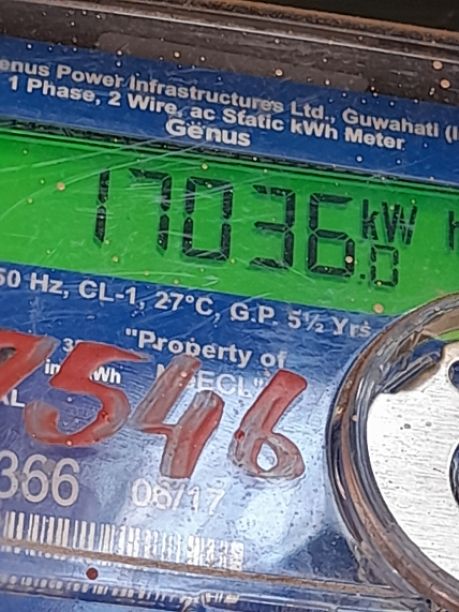 enus Power Infrastructures Ltd., Guwahati (I
1 Phase, 2 Wire, ac Static kWh Meter
Genus
17036.0 kW h
50 Hz, CL-1, 27°C, G.P. 5½ Yrs
"Property of
7546
366
06/17